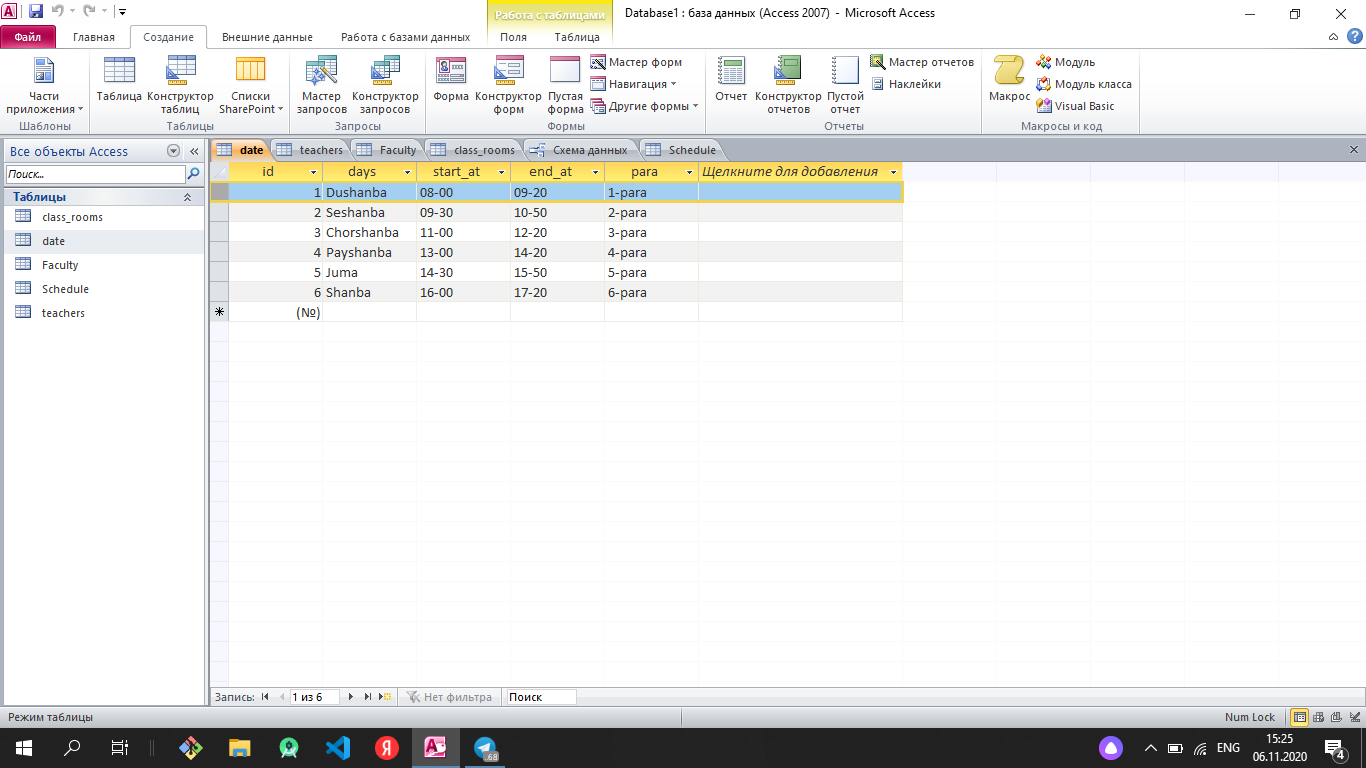 Работа с таблицами
Database1 : база данных (Access 2007) - Microsoft Access
Файл Главная Создание Внешние данные Работа с базами данных Поля Таблица
Части приложения
Таблица
Конструктор таблиц
Списки SharePoint
Мастер запросов
Конструктор запросов
Форма
Конструктор форм
Пустая форма
Мастер форм
Навигация
Другие формы
Отчет
Конструктор отчетов
Пустой отчет
Мастер отчетов
Наклейки
Макрос
Модуль
Модуль класса
Visual Basic
Шаблоны Таблицы Запросы Формы Отчеты Макросы и код
Все объекты Access
Поиск...
Таблицы
class_rooms
date
Faculty
Schedule
teachers
date teachers Faculty class_rooms Схема данных Schedule
id days start_at end_at para Щелкните для добавления
1 Dushanba 08-00 09-20 1-para
2 Seshanba 09-30 10-50 2-para
3 Chorshanba 11-00 12-20 3-para
4 Payshanba 13-00 14-20 4-para
5 Juma 14-30 15-50 5-para
6 Shanba 16-00 17-20 6-para
(№)
Запись: 1 из 6 Нет фильтра Поиск
Режим таблицы Num Lock
Я A 68 ENG 15:25 4
06.11.2020